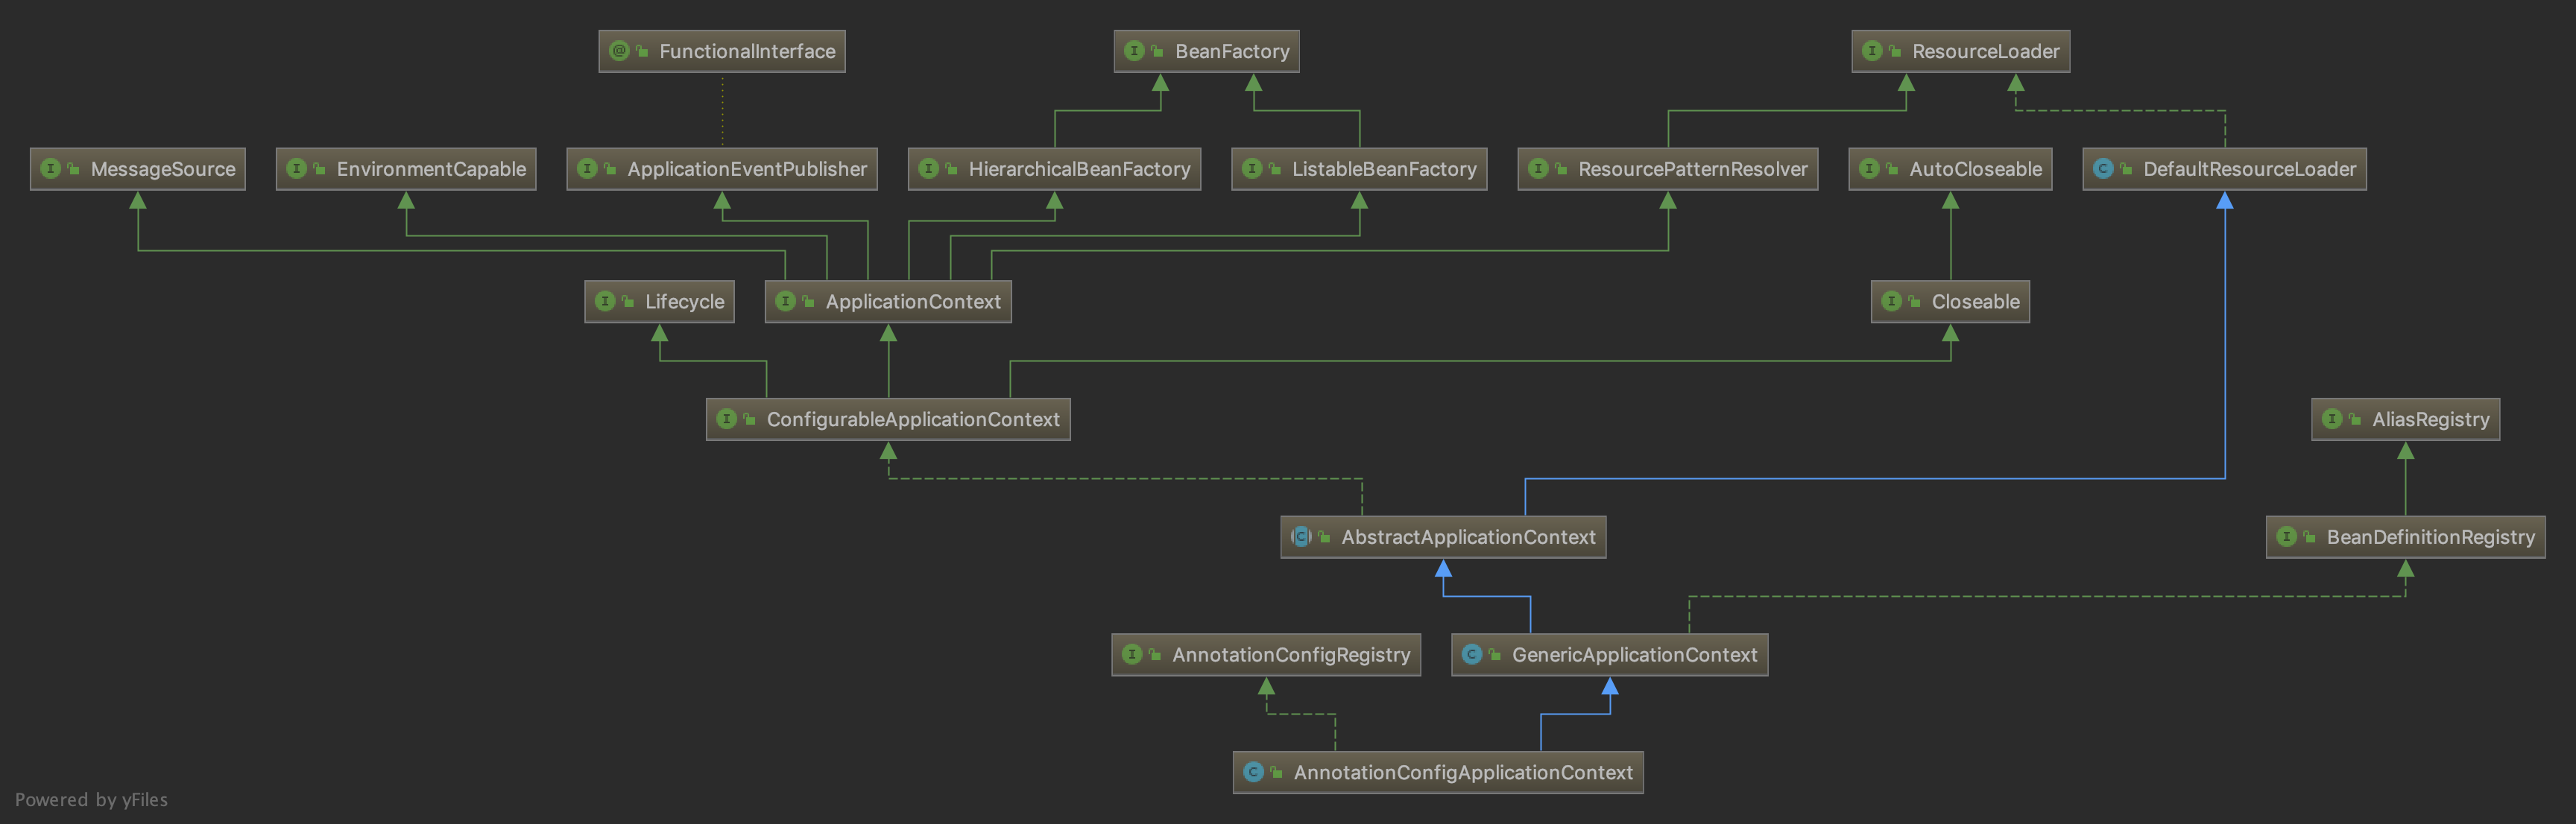 FunctionalInterface
BeanFactory
ResourceLoader
MessageSource
EnvironmentCapable
ApplicationEventPublisher
HierarchicalBeanFactory
ListableBeanFactory
ResourcePatternResolver
AutoCloseable
DefaultResourceLoader
Lifecycle
ApplicationContext
Closeable
ConfigurableApplicationContext
AliasRegistry
AbstractApplicationContext
BeanDefinitionRegistry
AnnotationConfigRegistry
GenericApplicationContext
AnnotationConfigApplicationContext
Powered by yFiles